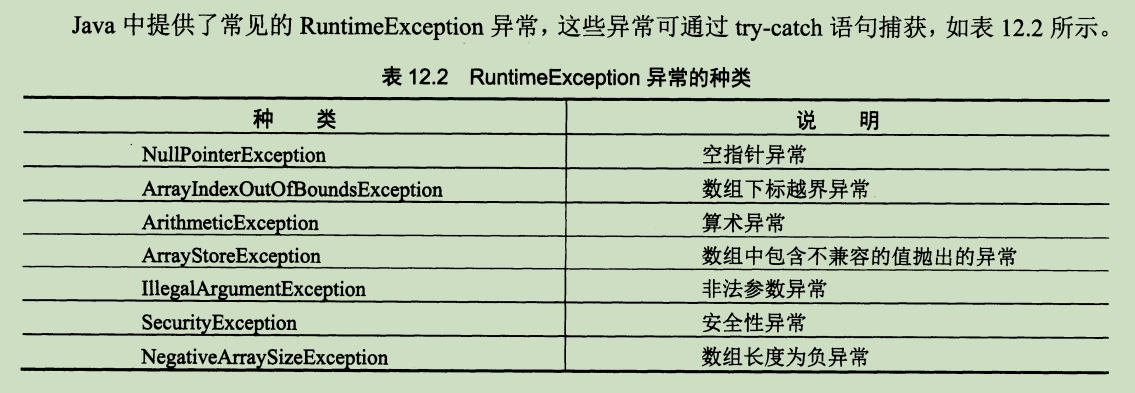 Java 中提供了常见的 RuntimeException 异常，这些异常可通过 try-catch 语句捕获，如表 12.2 所示。
表 12.2 RuntimeException 异常的种类
种 类 说 明
NullPointerException 空指针异常
ArrayIndexOutOfBoundsException 数组下标越界异常
ArithmeticException 算术异常
ArrayStoreException 数组中包含不兼容的值抛出的异常
IllegalArgumentException 非法参数异常
SecurityException 安全性异常
NegativeArraySizeException 数组长度为负异常